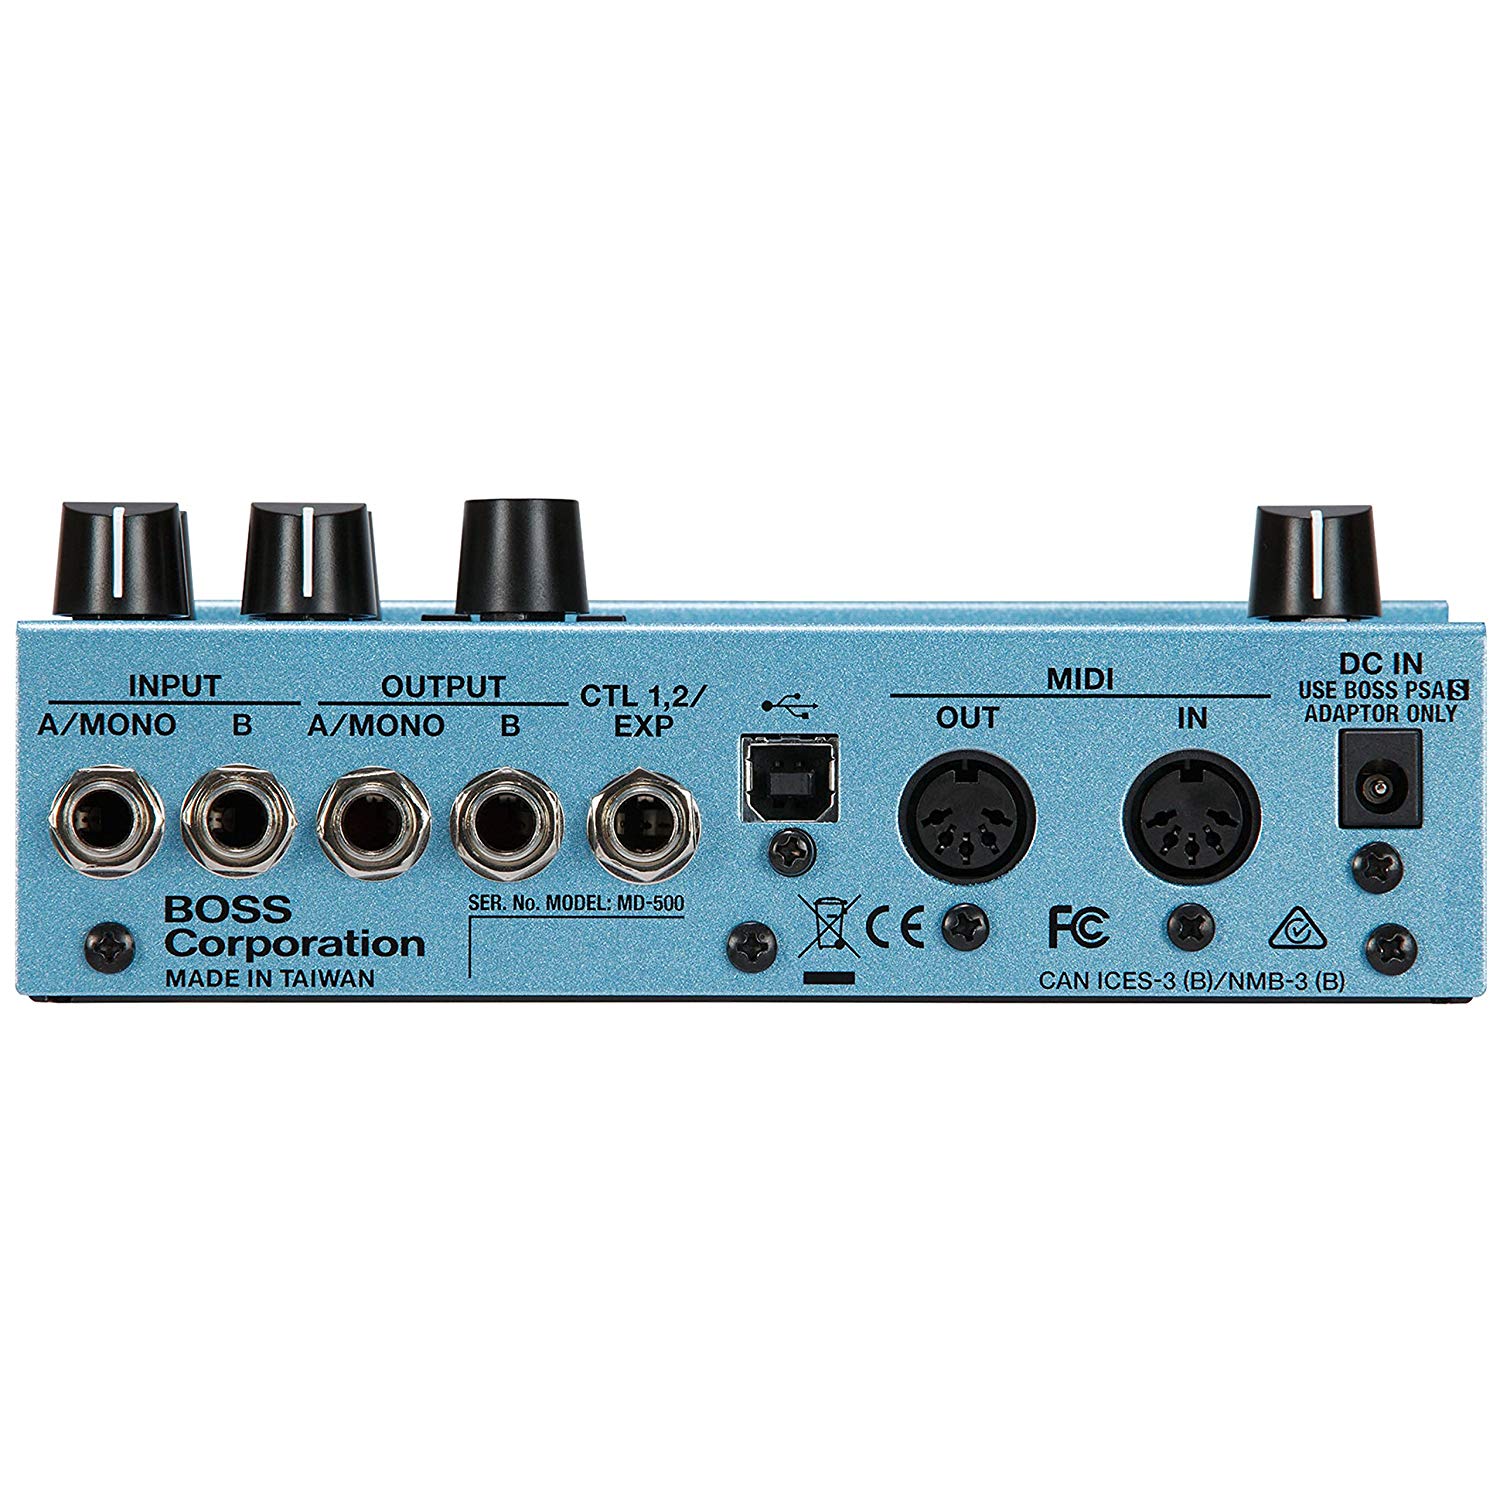 INPUT
A/MONO B
OUTPUT
A/MONO B
CTL 1,2/
EXP
MIDI
OUT IN
DC IN
USE BOSS PSA S
ADAPTOR ONLY
BOSS
Corporation
MADE IN TAIWAN
SER. No. MODEL: MD-500
CE
FC
CAN ICES-3 (B)/NMB-3 (B)